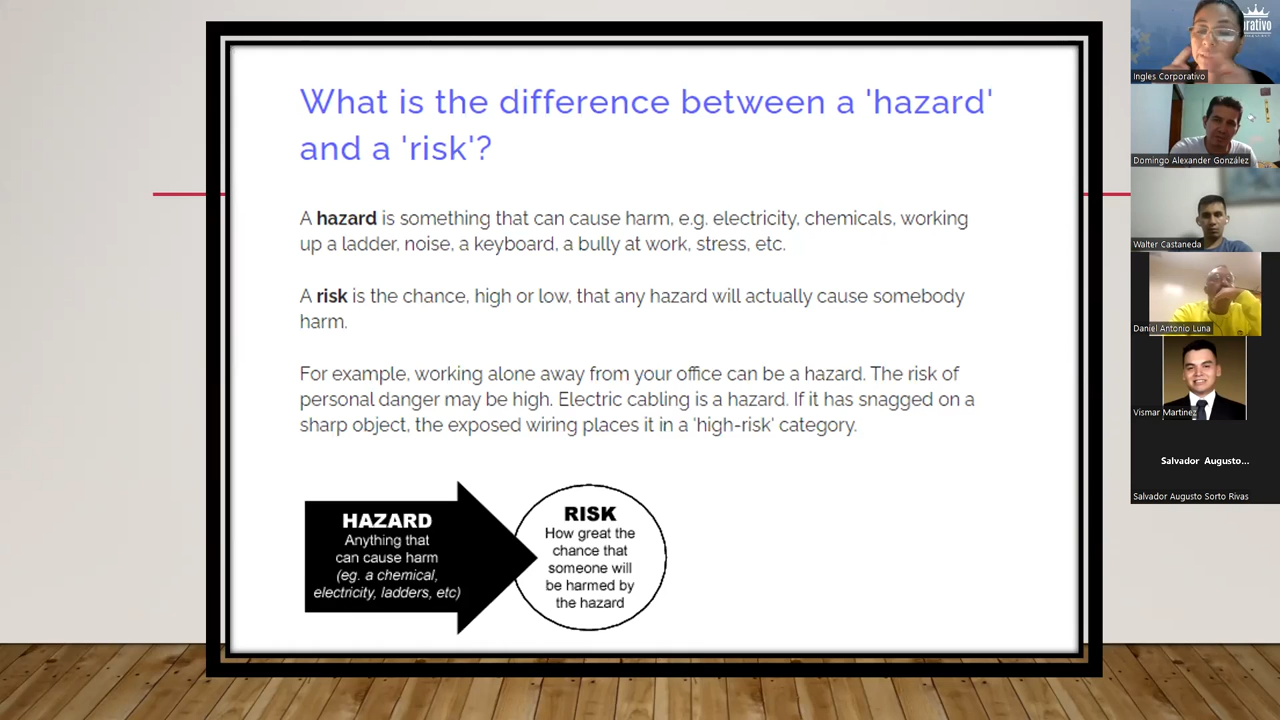 What is the difference between a 'hazard'
and a 'risk'?
A hazard is something that can cause harm, e.g. electricity, chemicals, working
up a ladder, noise, a keyboard, a bully at work, stress, etc.
A risk is the chance, high or low, that any hazard will actually cause somebody
harm.
For example, working alone away from your office can be a hazard. The risk of
personal danger may be high. Electric cabling is a hazard. If it has snagged on a
sharp object, the exposed wiring places it in a 'high-risk' category.
HAZARD
Anything that
can cause harm
(eg. a chemical,
electricity, ladders, etc)
RISK
How great the
chance that
someone will
be harmed by
the hazard
Ingles Corporativo
Domingo Alexander González
Walter Castaneda
Daniel Antonio Luna
Vismar Martinez
Salvador Augusto...
Salvador Augusto Sorto Rivas